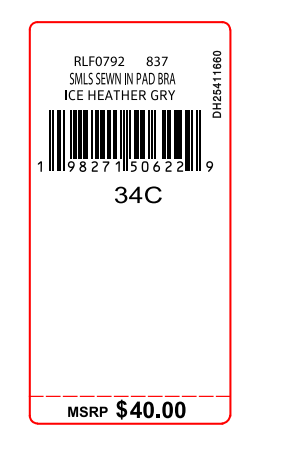 RLF0792 837
SMLS SEWN IN PAD BRA
ICE HEATHER GRY
DH25411660
1 98271 50622 9
34C
MSRP $40.00